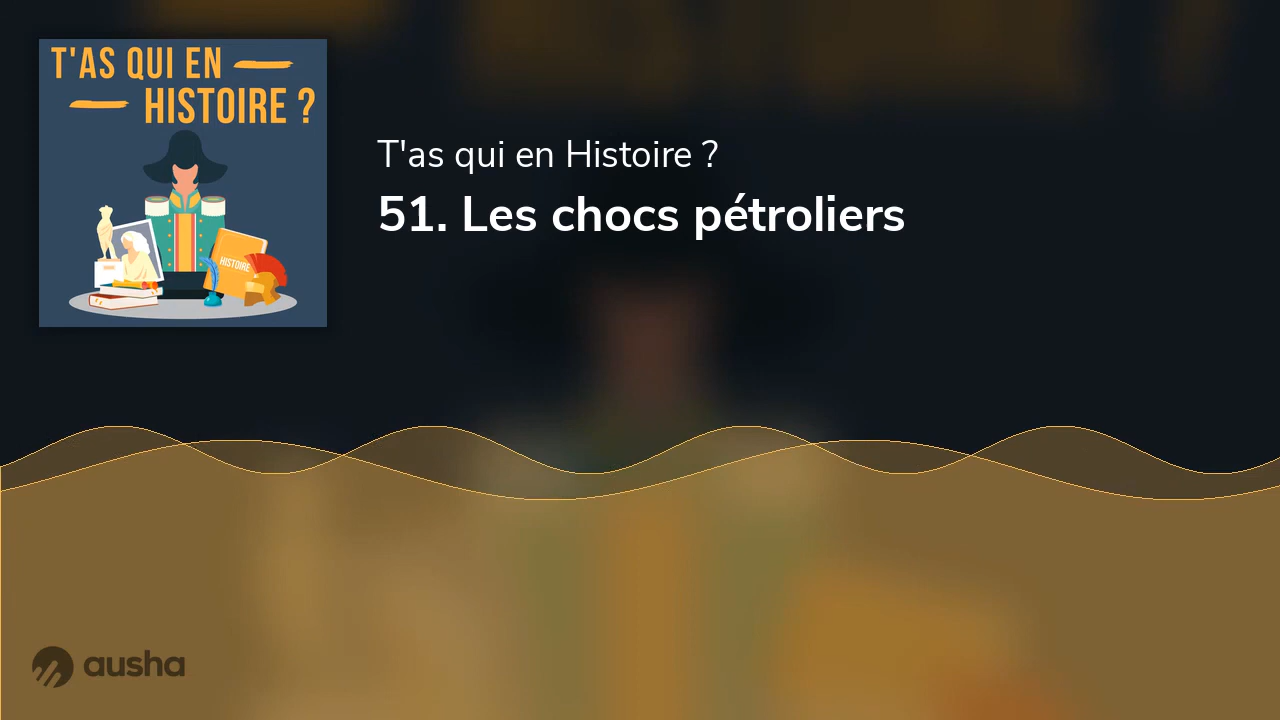 T'AS QUI EN
HISTOIRE ?
HISTOIRE
T'as qui en Histoire ?
51. Les chocs pétroliers
ausha